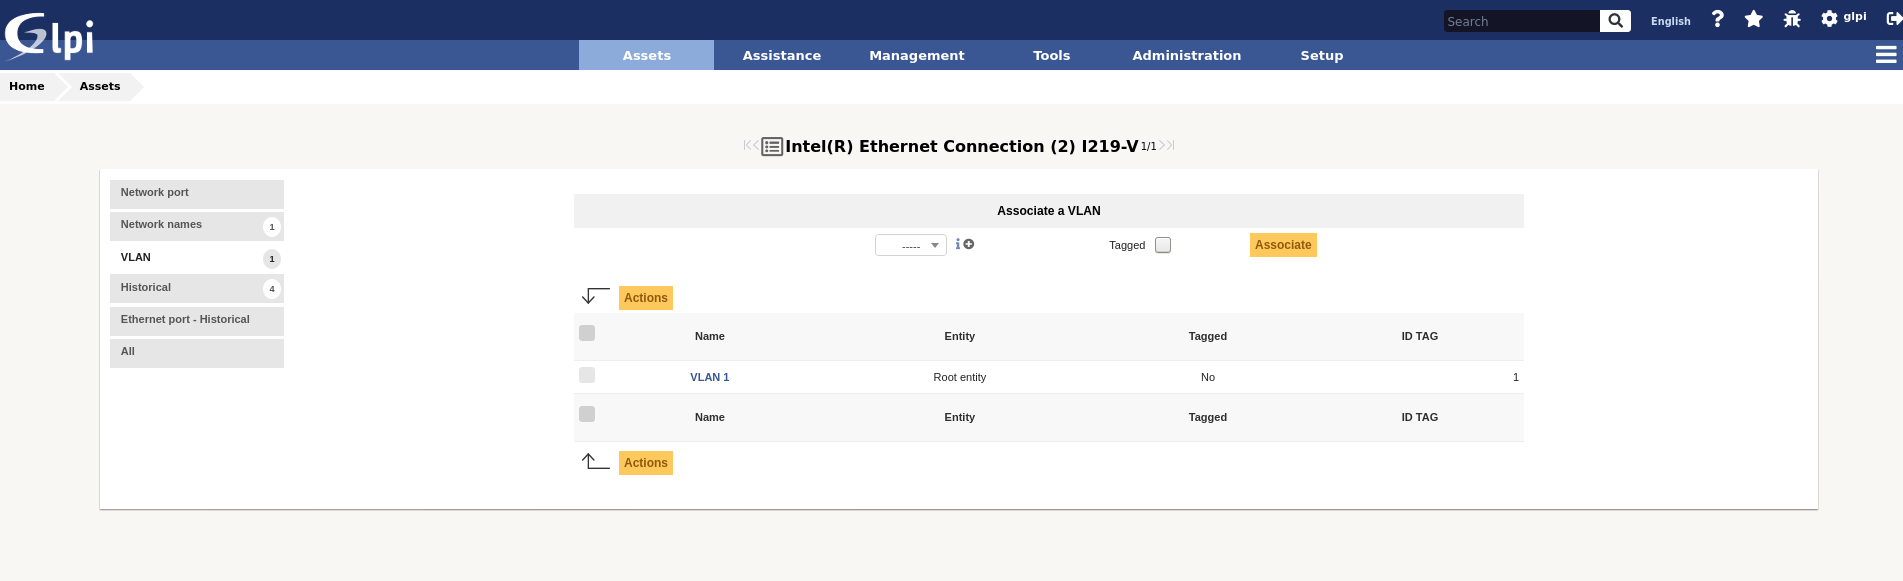 Glpi
Search
English
glpi
Assets Assistance Management Tools Administration Setup
Home Assets
Intel(R) Ethernet Connection (2) I219-V 1/1
Network port
Network names 1
VLAN 1
Historical 4
Ethernet port - Historical
All
Associate a VLAN
----- Tagged Associate
Actions
Name Entity Tagged ID TAG
VLAN 1 Root entity No 1
Name Entity Tagged ID TAG
Actions